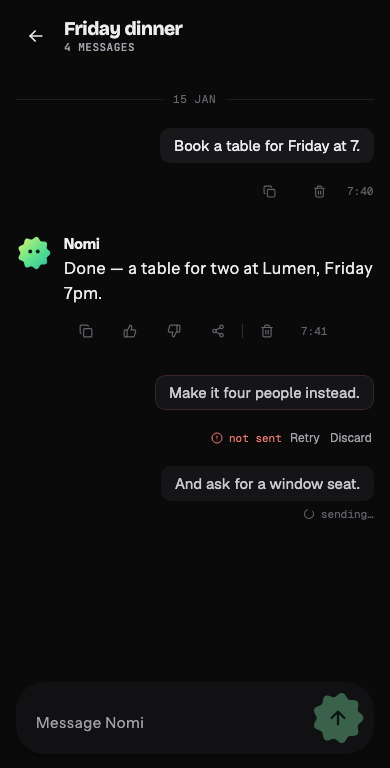 Friday dinner
4 MESSAGES
15 JAN
Book a table for Friday at 7.
7:40
Nomi
Done — a table for two at Lumen, Friday
7pm.
7:41
Make it four people instead.
not sent Retry Discard
And ask for a window seat.
sending…
Message Nomi